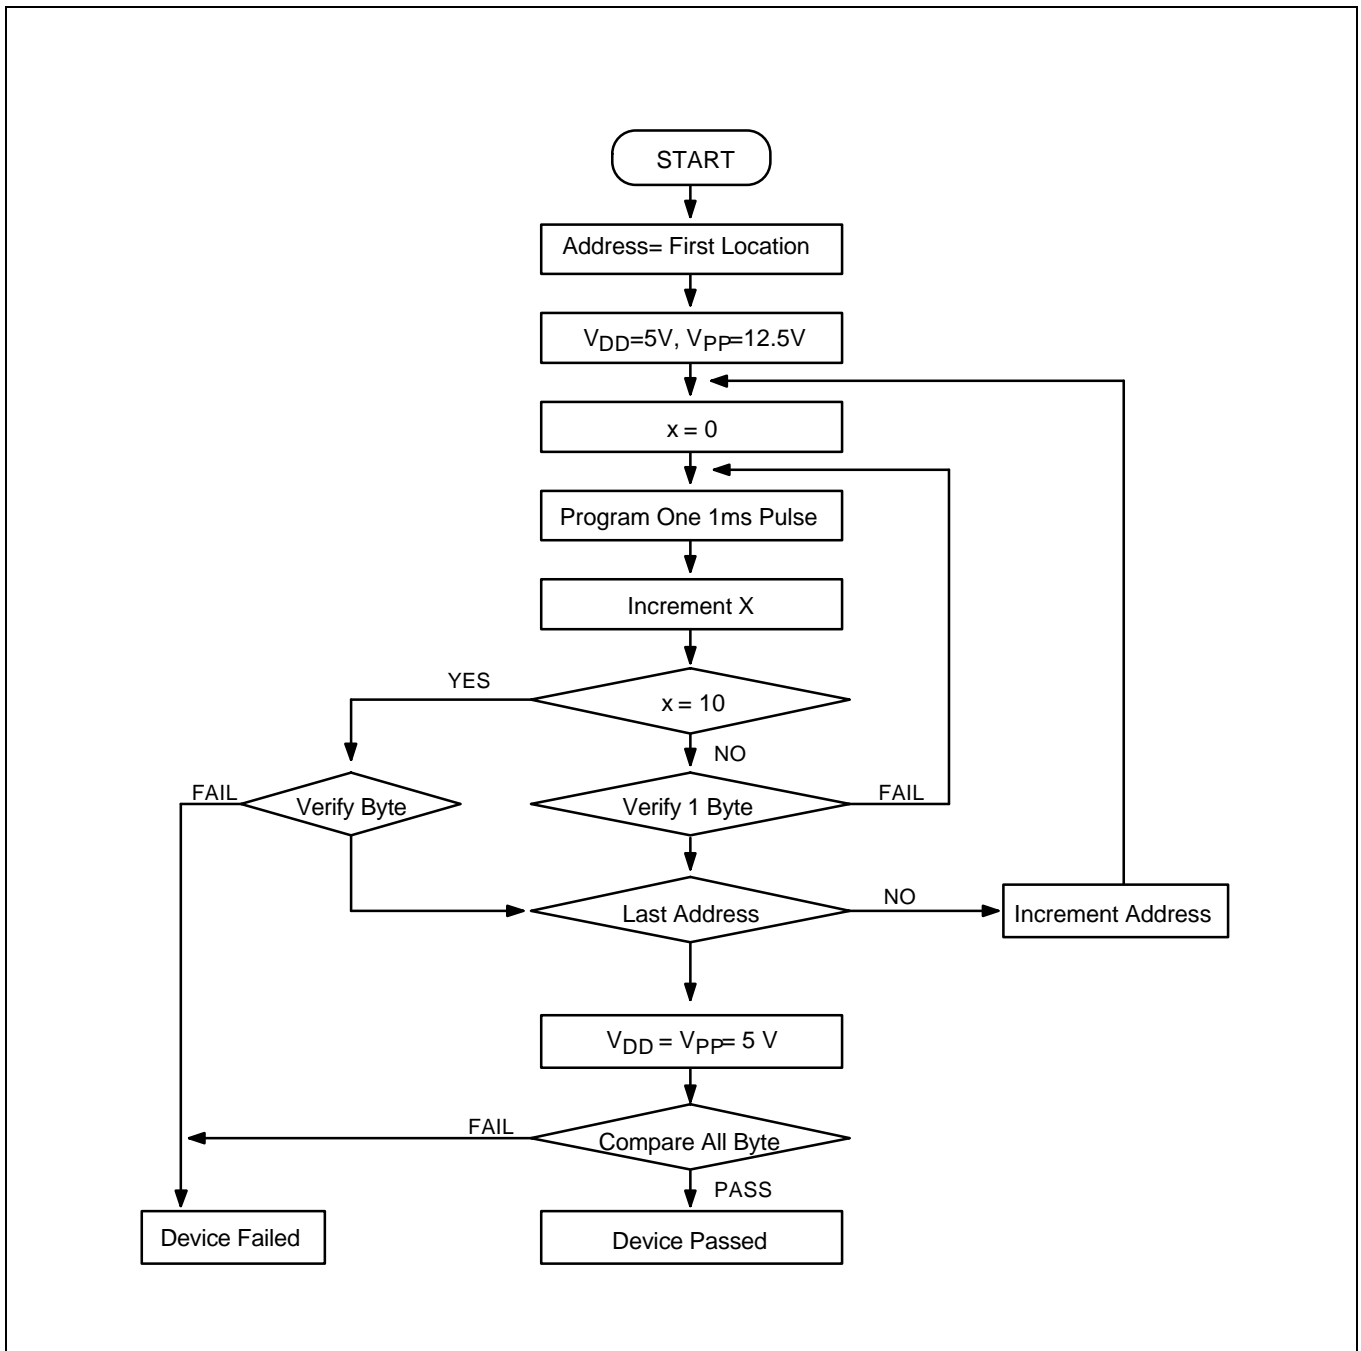 START
Address= First Location
VDD=5V, VPP=12.5V
x = 0
Program One 1ms Pulse
Increment X
YES
x = 10
NO
FAIL
Verify Byte
Verify 1 Byte
FAIL
Last Address
NO
Increment Address
VDD = VPP= 5 V
FAIL
Compare All Byte
PASS
Device Failed
Device Passed